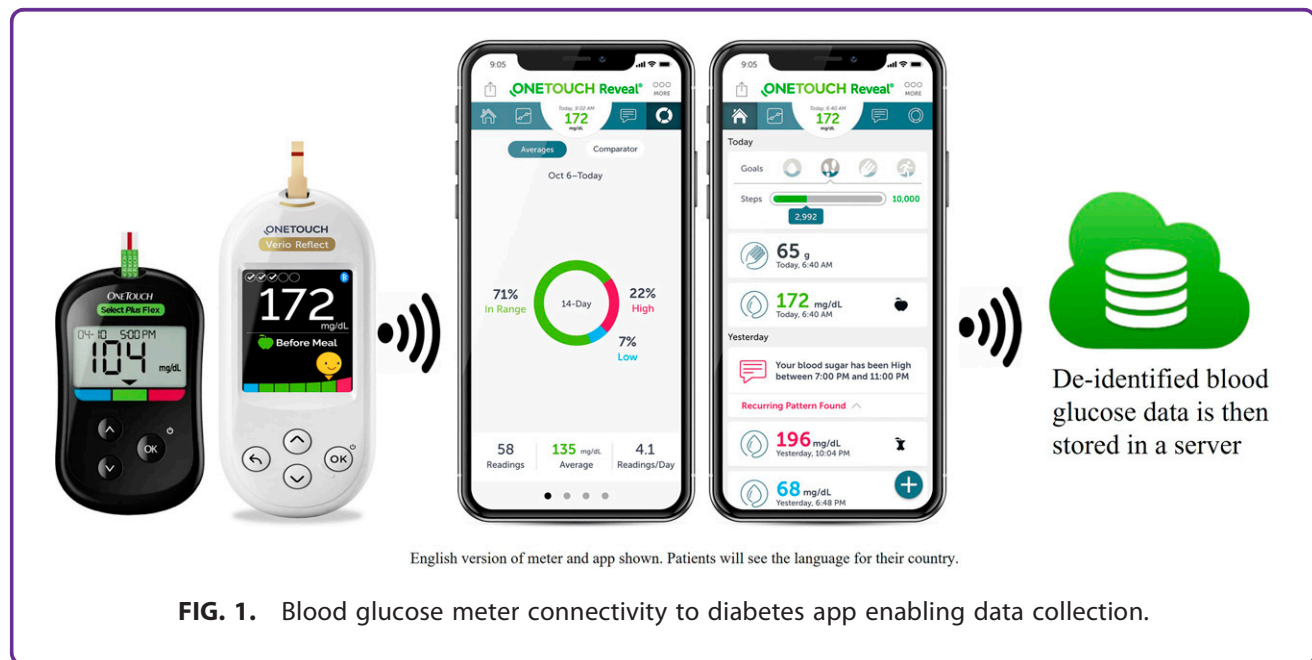 ONETOUCH
Select Plus Flex
04-10 5:00 PM
104 mg/dL
OK
ONETOUCH
Verio Reflect
172
mg/dL
Before Meal
OK
9:05
ONETOUCH Reveal®
MORE
Today, 9:02 AM
172
mg/dL
Averages
Comparator
Oct 6–Today
71%
In Range
14-Day
22%
High
7%
Low
58
Readings
135 mg/dL
Average
4.1
Readings/Day
9:05
ONETOUCH Reveal®
MORE
Today, 6:40 AM
172
mg/dL
Today
Goals
Steps
10,000
2,992
65 g
Today, 6:40 AM
172 mg/dL
Today, 6:40 AM
Yesterday
Your blood sugar has been High
between 7:00 PM and 11:00 PM
Recurring Pattern Found
196 mg/dL
Yesterday, 10:04 PM
68 mg/dL
Yesterday, 6:48 PM
De-identified blood
glucose data is then
stored in a server
English version of meter and app shown. Patients will see the language for their country.
FIG. 1. Blood glucose meter connectivity to diabetes app enabling data collection.